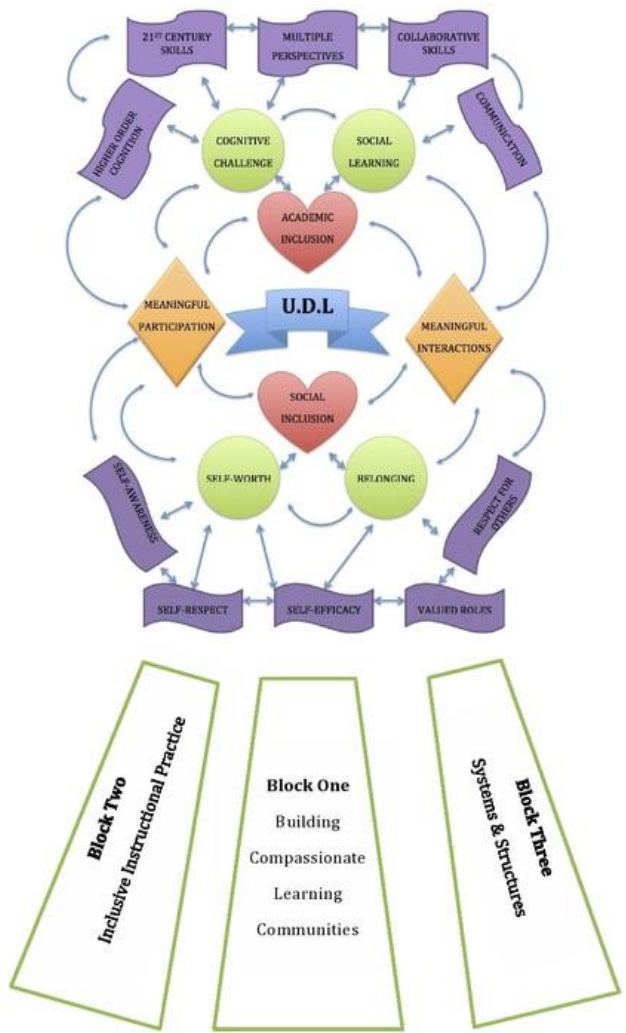 21ST CENTURY
SKILLS
MULTIPLE
PERSPECTIVES
COLLABORATIVE
SKILLS
HIGHER ORDER
COGNITION
COGNITIVE
CHALLENGE
SOCIAL
LEARNING
COMMUNICATION
ACADEMIC
INCLUSION
MEANINGFUL
PARTICIPATION
U.D.L
MEANINGFUL
INTERACTIONS
SOCIAL
INCLUSION
SELF-AWARENESS
SELF-WORTH
BELONGING
RESPECT FOR
OTHERS
SELF-RESPECT
SELF-EFFICACY
VALUED ROLES
Block Two
Inclusive Instructional Practice
Block One
Building
Compassionate
Learning
Communities
Block Three
Systems & Structures